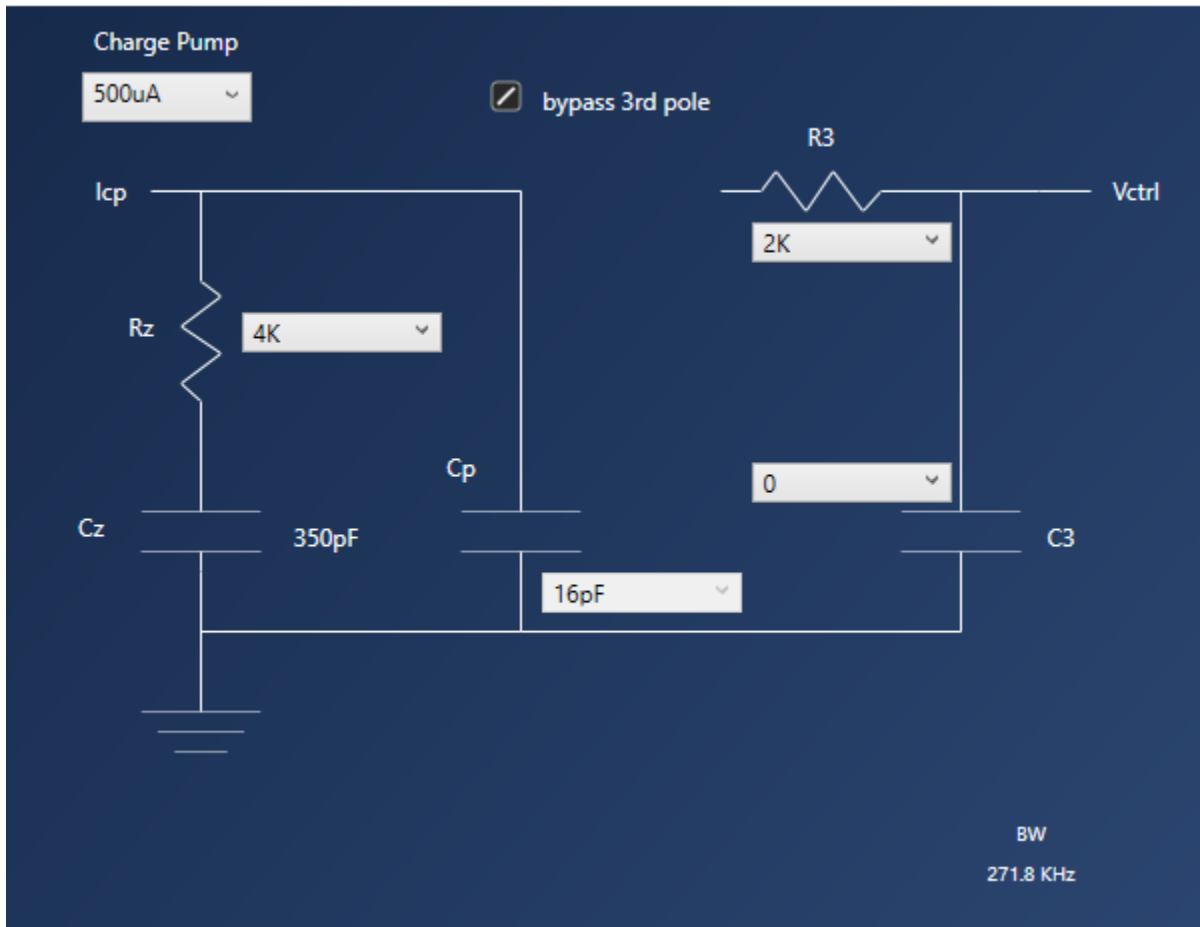 Charge Pump
500uA
bypass 3rd pole
R3
Icp
Vctrl
2K
Rz
4K
Cp
0
Cz
350pF
C3
16pF
BW
271.8 KHz